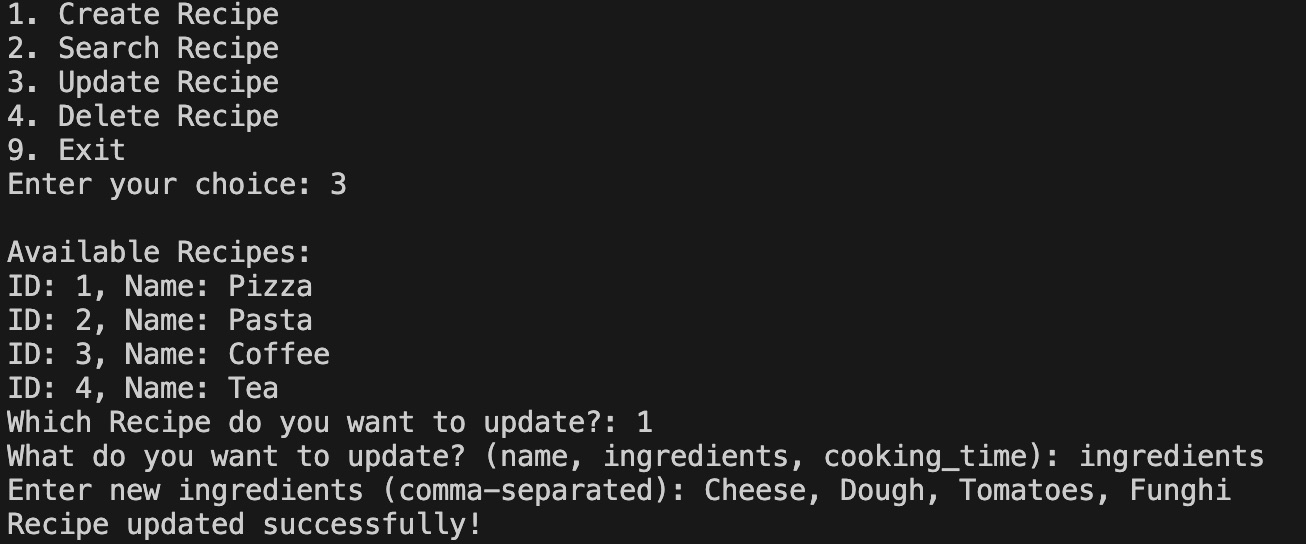 1. Create Recipe
2. Search Recipe
3. Update Recipe
4. Delete Recipe
9. Exit
Enter your choice: 3

Available Recipes:
ID: 1, Name: Pizza
ID: 2, Name: Pasta
ID: 3, Name: Coffee
ID: 4, Name: Tea
Which Recipe do you want to update?: 1
What do you want to update? (name, ingredients, cooking_time): ingredients
Enter new ingredients (comma-separated): Cheese, Dough, Tomatoes, Funghi
Recipe updated successfully!